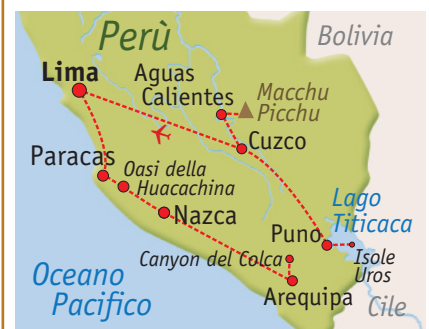 Perù
Bolivia
Lima
Aguas
Calientes
Macchu
Picchu
Cuzco
Paracas
Oasi della
Huacachina
Nazca
Lago
Titicaca
Puno
Canyon del Colca
Isole
Uros
Arequipa
Oceano
Pacifico
Cile